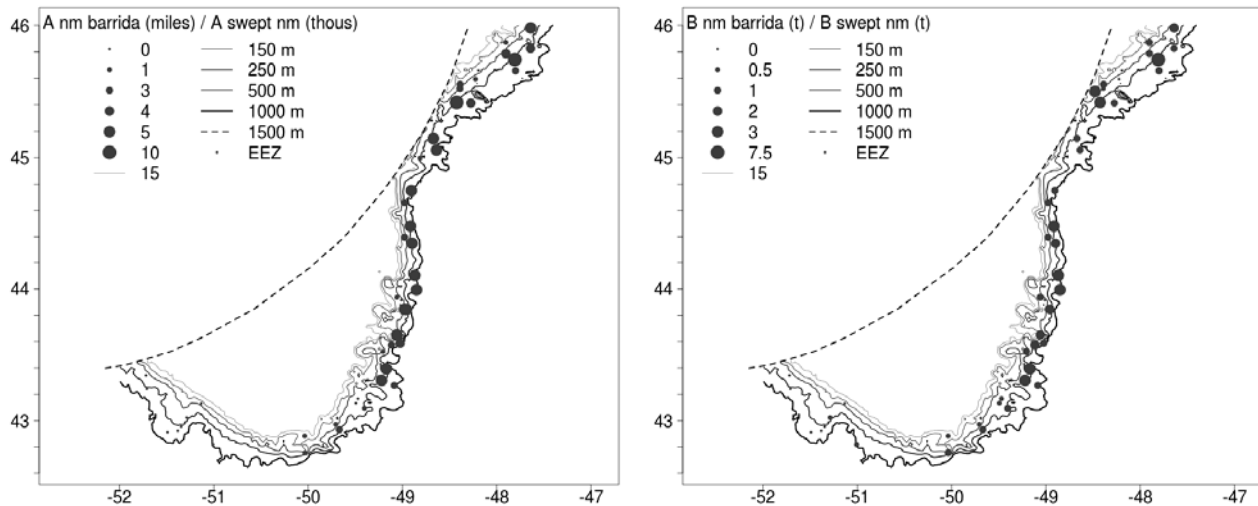 A nm barrida (miles) / A swept nm (thous)
0 150 m
1 250 m
3 500 m
4 1000 m
5 1500 m
10 EEZ
15
46
45
44
43
-52 -51 -50 -49 -48 -47
B nm barrida (t) / B swept nm (t)
0 150 m
0.5 250 m
1 500 m
2 1000 m
3 1500 m
7.5 EEZ
15
46
45
44
43
-52 -51 -50 -49 -48 -47